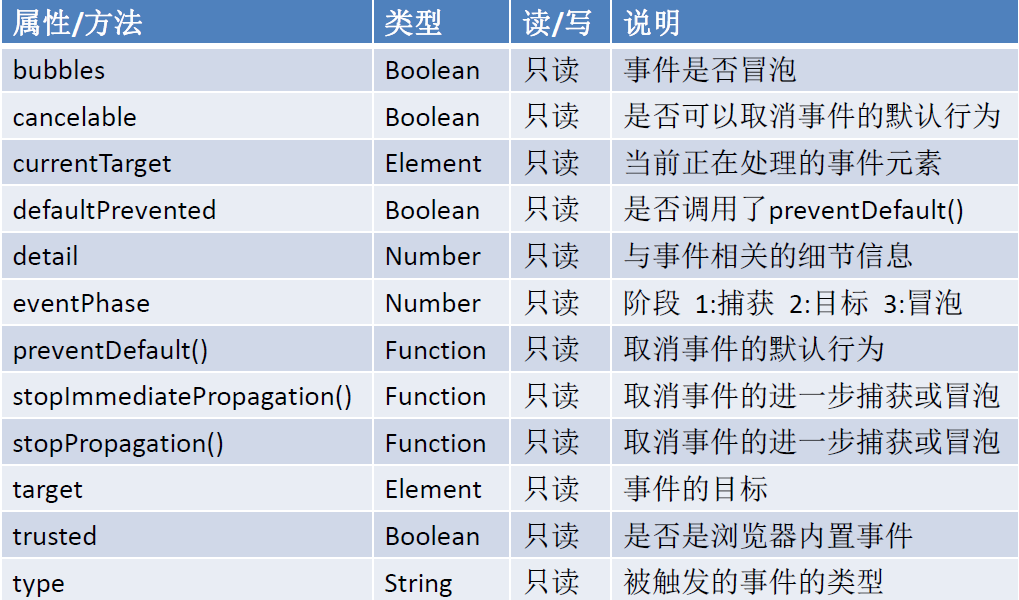 属性/方法 类型 读/写 说明
bubbles Boolean 只读 事件是否冒泡
cancelable Boolean 只读 是否可以取消事件的默认行为
currentTarget Element 只读 当前正在处理的事件元素
defaultPrevented Boolean 只读 是否调用了preventDefault()
detail Number 只读 与事件相关的细节信息
eventPhase Number 只读 阶段 1:捕获 2:目标 3:冒泡
preventDefault() Function 只读 取消事件的默认行为
stopImmediatePropagation() Function 只读 取消事件的进一步捕获或冒泡
stopPropagation() Function 只读 取消事件的进一步捕获或冒泡
target Element 只读 事件的目标
trusted Boolean 只读 是否是浏览器内置事件
type String 只读 被触发的事件的类型